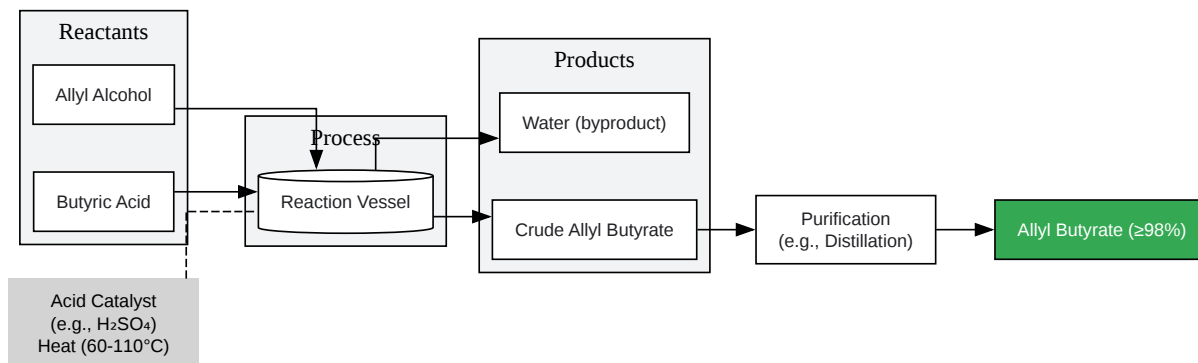 Reactants
Allyl Alcohol
Butyric Acid
Acid Catalyst
(e.g., H₂SO₄)
Heat (60-110°C)
Process
Reaction Vessel
Products
Water (byproduct)
Crude Allyl Butyrate
Purification
(e.g., Distillation)
Allyl Butyrate (≥98%)